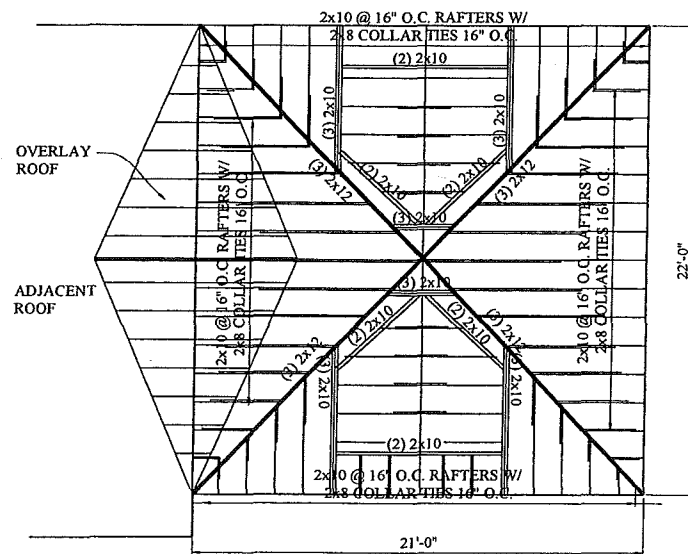 2x10 @ 16" O.C. RAFTERS W/
2x8 COLLAR TIES 16" O.C.
(2) 2x10
(3) 2x10
(3) 2x10
OVERLAY
ROOF
(3) 2x12
(2) 2x10
(2) 2x10
(3) 2x12
(3) 2x10
2x10 @ 16" O.C. RAFTERS W/
2x8 COLLAR TIES 16" O.C.
2x10 @ 16" O.C. RAFTERS W/
2x8 COLLAR TIES 16" O.C.
22'-0"
ADJACENT
ROOF
(3) 2x10
(2) 2x10
(2) 2x10
(3) 2x12
(3) 2x12
(3) 2x10
(3) 2x10
(2) 2x10
2x10 @ 16" O.C. RAFTERS W/
2x8 COLLAR TIES 16" O.C.
21'-0"